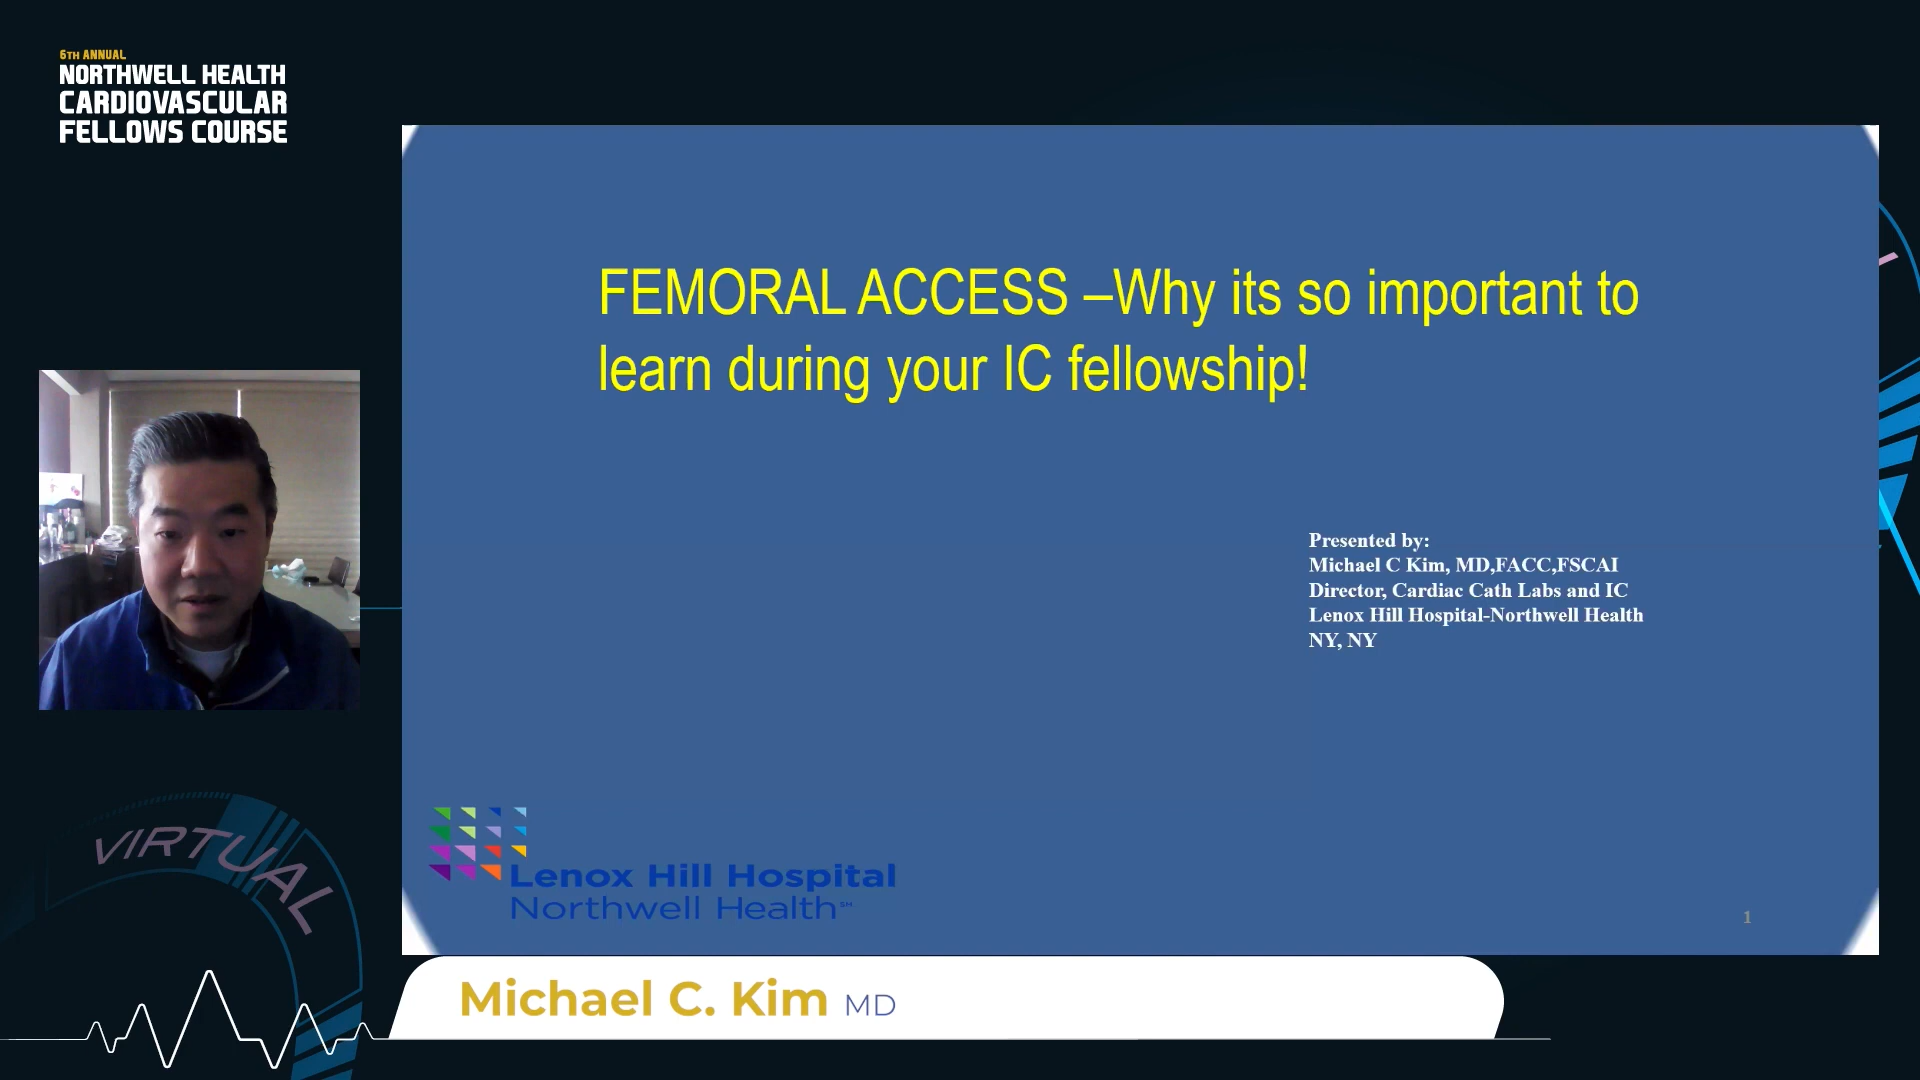 6TH ANNUAL
NORTHWELL HEALTH
CARDIOVASCULAR
FELLOWS COURSE
FEMORAL ACCESS –Why its so important to
learn during your IC fellowship!
Presented by:
Michael C Kim, MD,FACC,FSCAI
Director, Cardiac Cath Labs and IC
Lenox Hill Hospital-Northwell Health
NY, NY
Lenox Hill Hospital
Northwell Health℠
1
VIRTUAL
Michael C. Kim MD